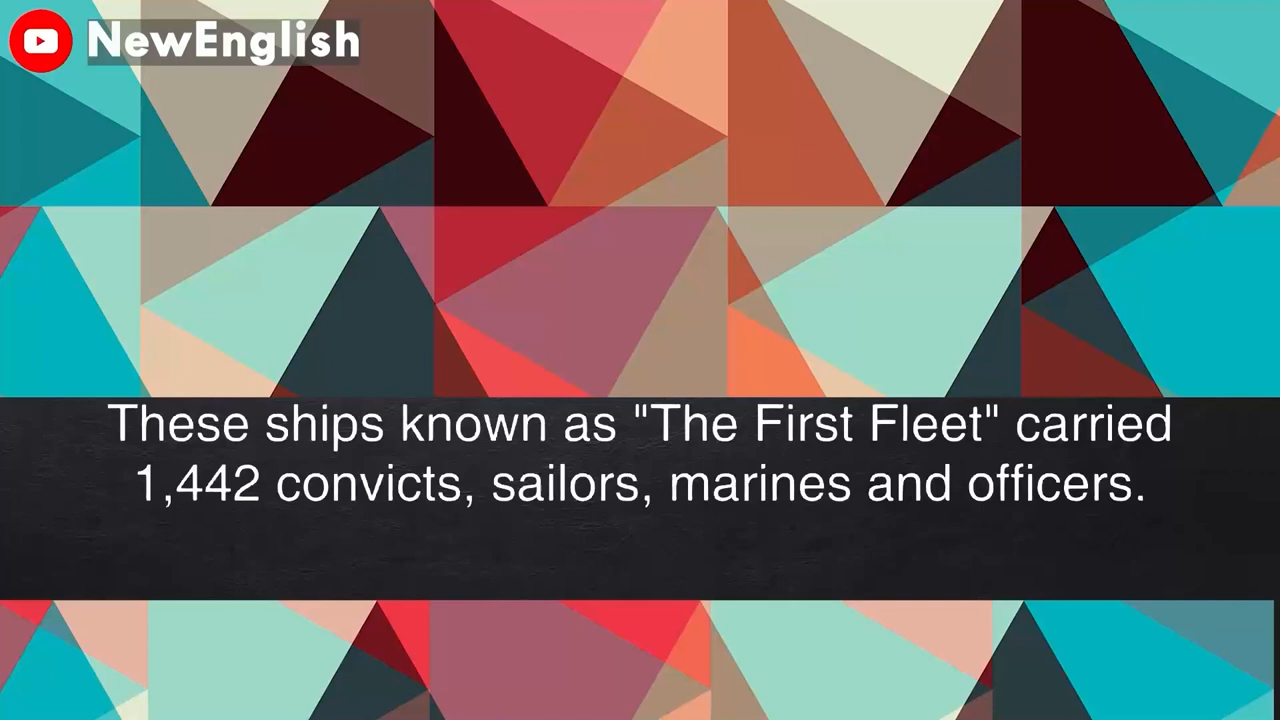 NewEnglish
These ships known as "The First Fleet" carried
1,442 convicts, sailors, marines and officers.